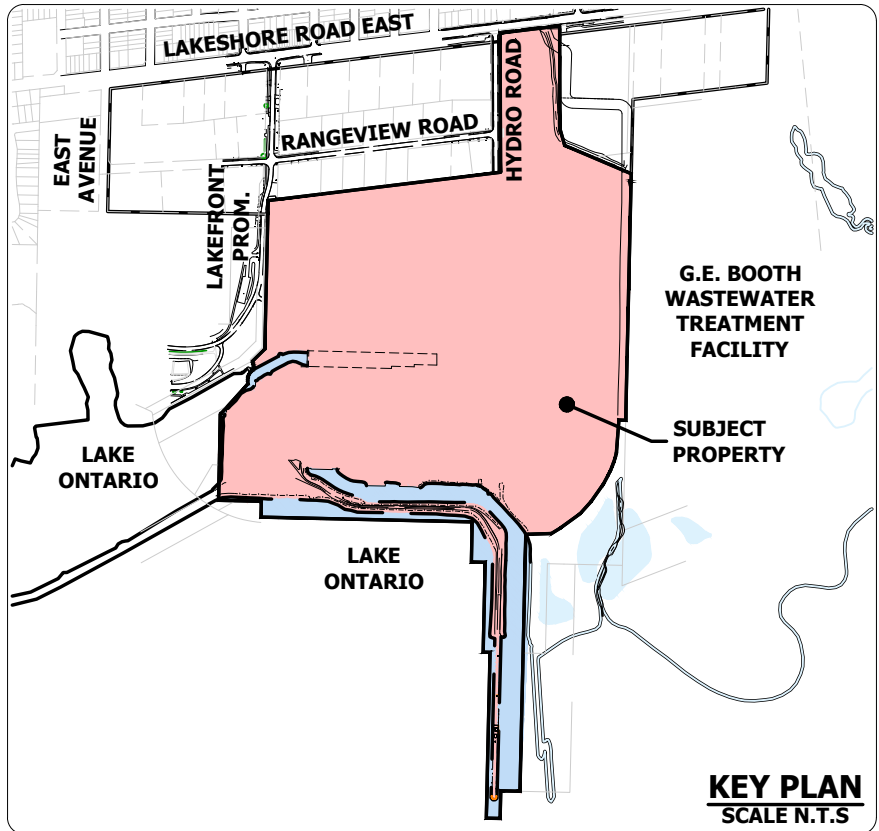 LAKESHORE ROAD EAST
HYDRO ROAD
RANGEVIEW ROAD
EAST
AVENUE
LAKEFRONT
PROM.
G.E. BOOTH
WASTEWATER
TREATMENT
FACILITY
SUBJECT
PROPERTY
LAKE
ONTARIO
LAKE
ONTARIO
KEY PLAN
SCALE N.T.S